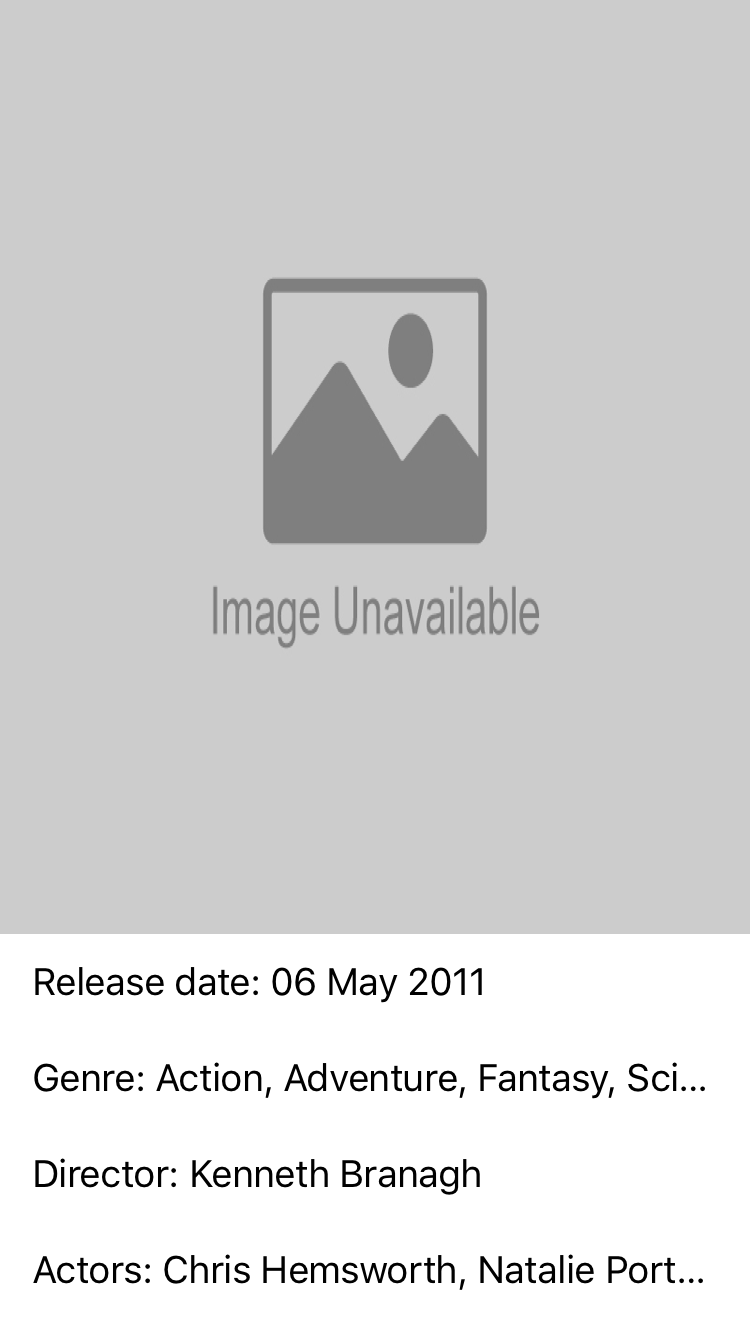 Image Unavailable
Release date: 06 May 2011
Genre: Action, Adventure, Fantasy, Sci...
Director: Kenneth Branagh
Actors: Chris Hemsworth, Natalie Port...